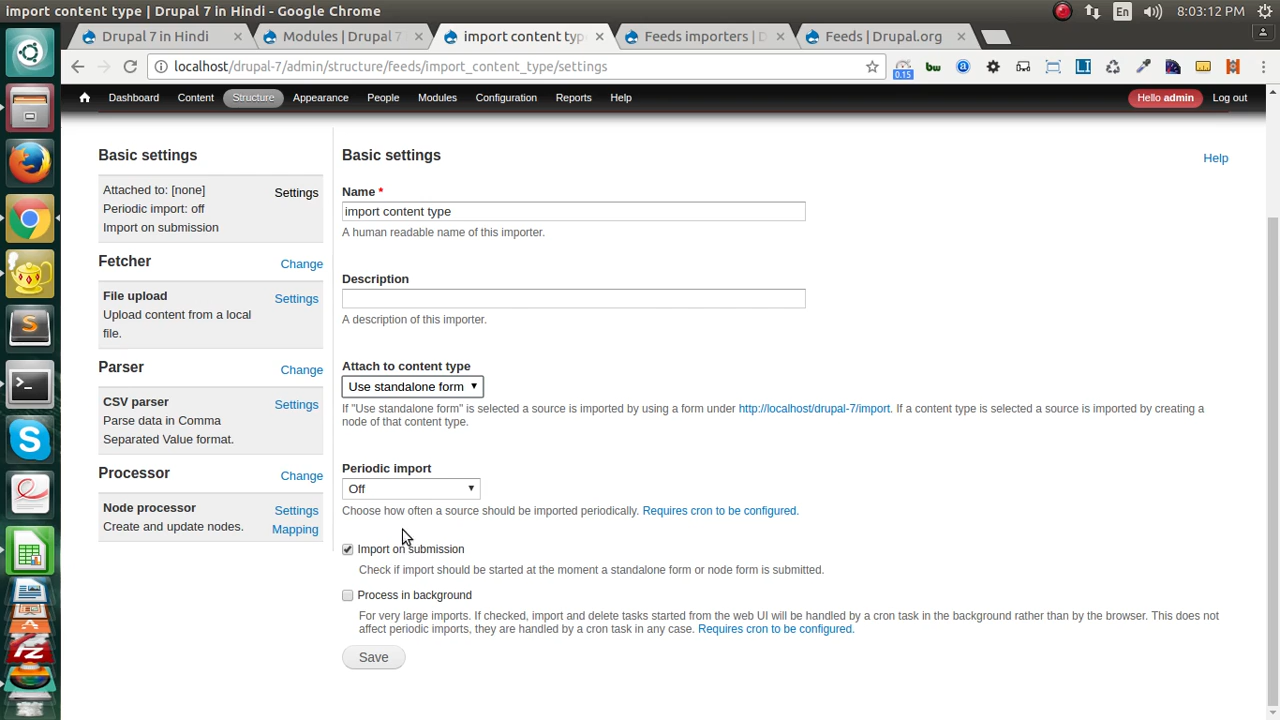 import content type | Drupal 7 in Hindi - Google Chrome
En
8:03:12 PM
Drupal 7 in Hindi
Modules | Drupal 7
import content typ
Feeds importers | D
Feeds | Drupal.org
localhost/drupal-7/admin/structure/feeds/import_content_type/settings
0.15
bw
Dashboard Content Structure Appearance People Modules Configuration Reports Help
Hello admin Log out
Basic settings
Attached to: [none]
Settings
Periodic import: off
Import on submission
Fetcher
Change
File upload
Settings
Upload content from a local
file.
Parser
Change
CSV parser
Settings
Parse data in Comma
Separated Value format.
Processor
Change
Node processor
Settings
Create and update nodes.
Mapping
Basic settings
Help
Name *
import content type
A human readable name of this importer.
Description
A description of this importer.
Attach to content type
Use standalone form
If "Use standalone form" is selected a source is imported by using a form under http://localhost/drupal-7/import. If a content type is selected a source is imported by creating a
node of that content type.
Periodic import
Off
Choose how often a source should be imported periodically. Requires cron to be configured.
Import on submission
Check if import should be started at the moment a standalone form or node form is submitted.
Process in background
For very large imports. If checked, import and delete tasks started from the web UI will be handled by a cron task in the background rather than by the browser. This does not
affect periodic imports, they are handled by a cron task in any case. Requires cron to be configured.
Save